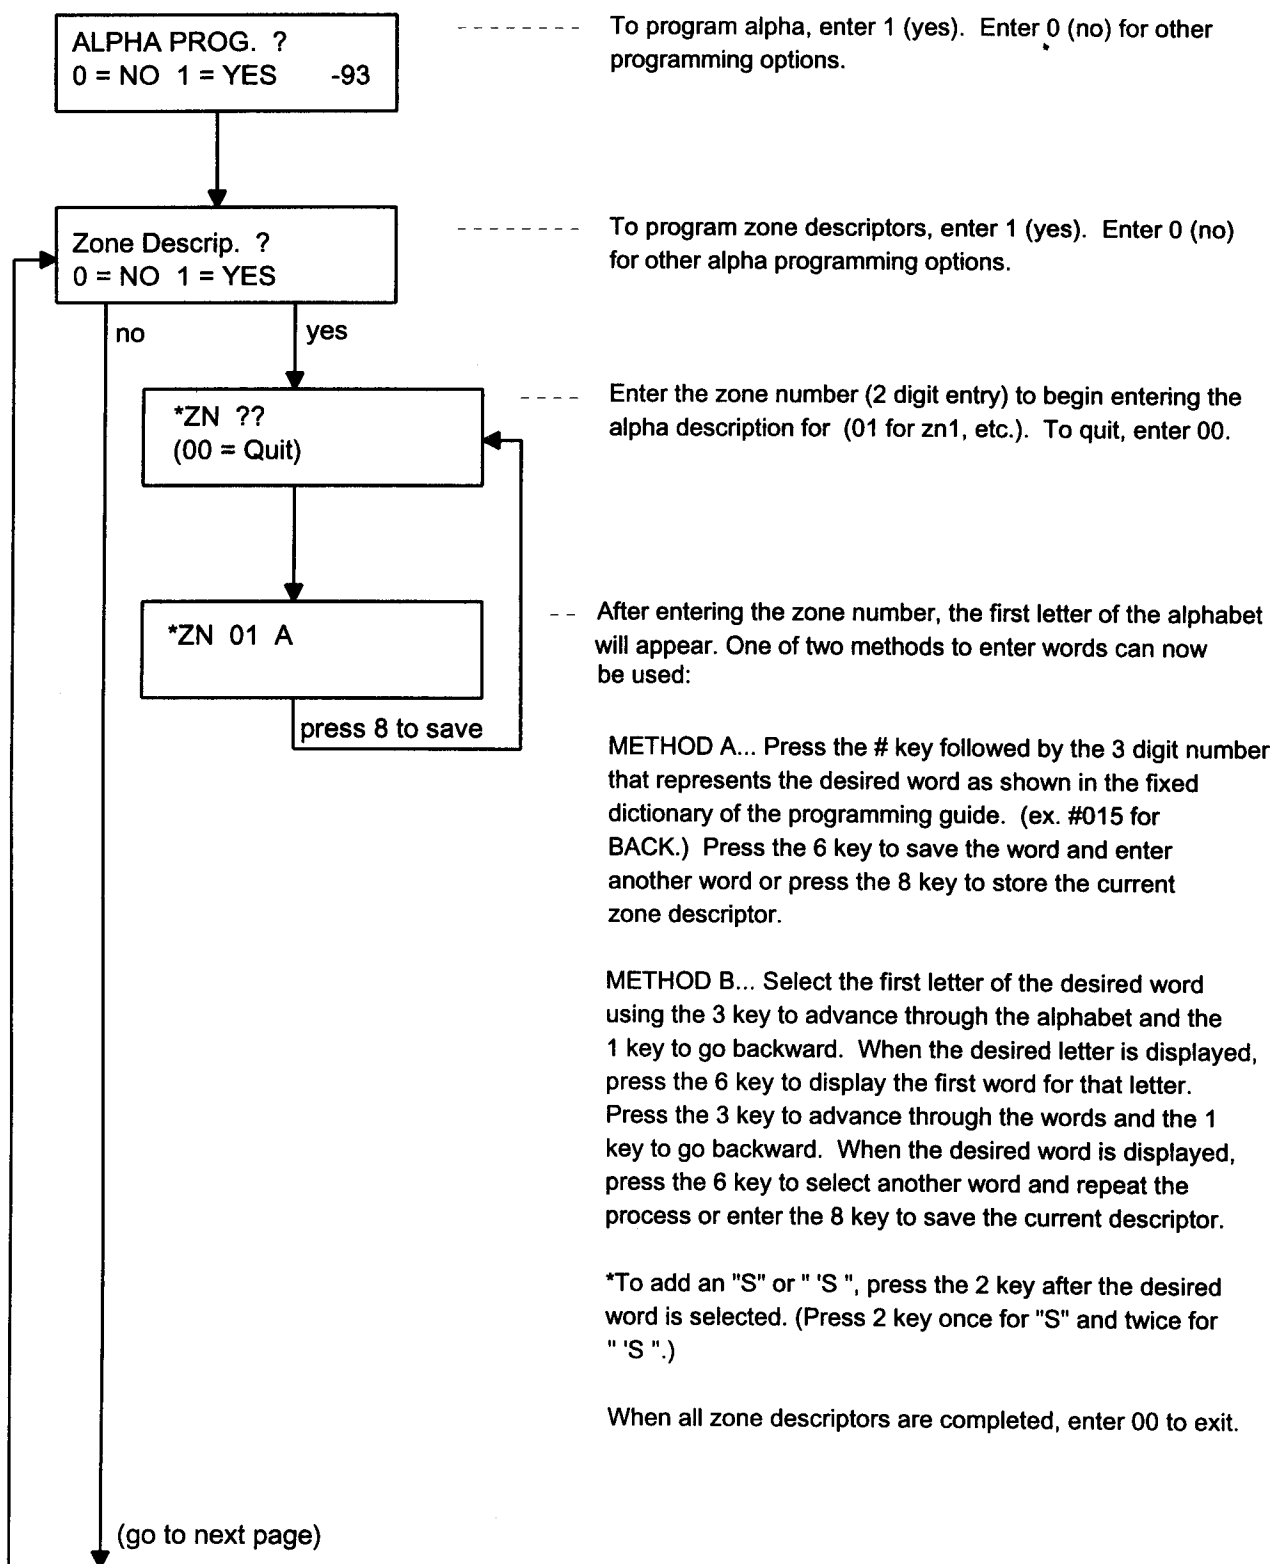 ALPHA PROG. ?
0 = NO 1 = YES -93
To program alpha, enter 1 (yes). Enter 0 (no) for other
programming options.
Zone Descrip. ?
0 = NO 1 = YES
To program zone descriptors, enter 1 (yes). Enter 0 (no)
for other alpha programming options.
no
yes
*ZN ??
(00 = Quit)
Enter the zone number (2 digit entry) to begin entering the
alpha description for (01 for zn1, etc.). To quit, enter 00.
*ZN 01 A
press 8 to save
After entering the zone number, the first letter of the alphabet
will appear. One of two methods to enter words can now
be used:
METHOD A... Press the # key followed by the 3 digit number
that represents the desired word as shown in the fixed
dictionary of the programming guide. (ex. #015 for
BACK.) Press the 6 key to save the word and enter
another word or press the 8 key to store the current
zone descriptor.
METHOD B... Select the first letter of the desired word
using the 3 key to advance through the alphabet and the
1 key to go backward. When the desired letter is displayed,
press the 6 key to display the first word for that letter.
Press the 3 key to advance through the words and the 1
key to go backward. When the desired word is displayed,
press the 6 key to select another word and repeat the
process or enter the 8 key to save the current descriptor.
*To add an "S" or " 'S ", press the 2 key after the desired
word is selected. (Press 2 key once for "S" and twice for
" 'S ".)
When all zone descriptors are completed, enter 00 to exit.
(go to next page)